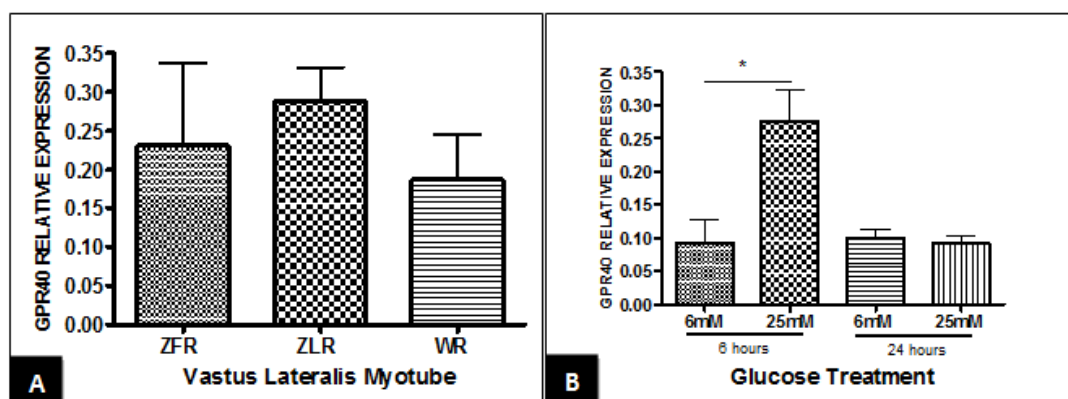 GPR40 RELATIVE EXPRESSION
0.35
0.30
0.25
0.20
0.15
0.10
0.05
0.00
ZFR ZLR WR
Vastus Lateralis Myotube
A
GPR40 RELATIVE EXPRESSION
0.35
0.30
0.25
0.20
0.15
0.10
0.05
0.00
*
6mM 25mM 6mM 25mM
6 hours 24 hours
Glucose Treatment
B